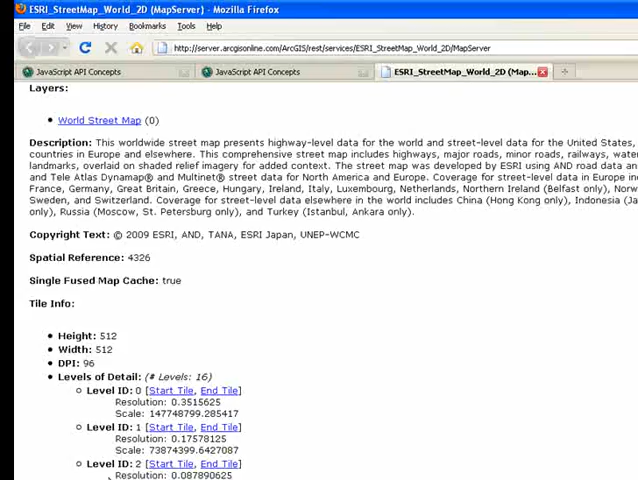 ESRI_StreetMap_World_2D (MapServer) - Mozilla Firefox
File Edit View History Bookmarks Tools Help
http://server.arcgisonline.com/ArcGIS/rest/services/ESRI_StreetMap_World_2D/MapServer
JavaScript API Concepts JavaScript API Concepts ESRI_StreetMap_World_2D (Map...
Layers:
World Street Map (0)
Description: This worldwide street map presents highway-level data for the world and street-level data for the United States,
countries in Europe and elsewhere. This comprehensive street map includes highways, major roads, minor roads, railways, wate
landmarks, overlaid on shaded relief imagery for added context. The street map was developed by ESRI using AND road data an
and Tele Atlas Dynamap® and Multinet® street data for North America and Europe. Coverage for street-level data in Europe in
France, Germany, Great Britain, Greece, Hungary, Ireland, Italy, Luxembourg, Netherlands, Northern Ireland (Belfast only), Norw
Sweden, and Switzerland. Coverage for street-level data elsewhere in the world includes China (Hong Kong only), Indonesia (Ja
only), Russia (Moscow, St. Petersburg only), and Turkey (Istanbul, Ankara only).
Copyright Text: © 2009 ESRI, AND, TANA, ESRI Japan, UNEP-WCMC
Spatial Reference: 4326
Single Fused Map Cache: true
Tile Info:
Height: 512
Width: 512
DPI: 96
Levels of Detail: (# Levels: 16)
Level ID: 0 [Start Tile, End Tile]
Resolution: 0.3515625
Scale: 147748799.285417
Level ID: 1 [Start Tile, End Tile]
Resolution: 0.17578125
Scale: 73874399.6427087
Level ID: 2 [Start Tile, End Tile]
Resolution: 0.087890625